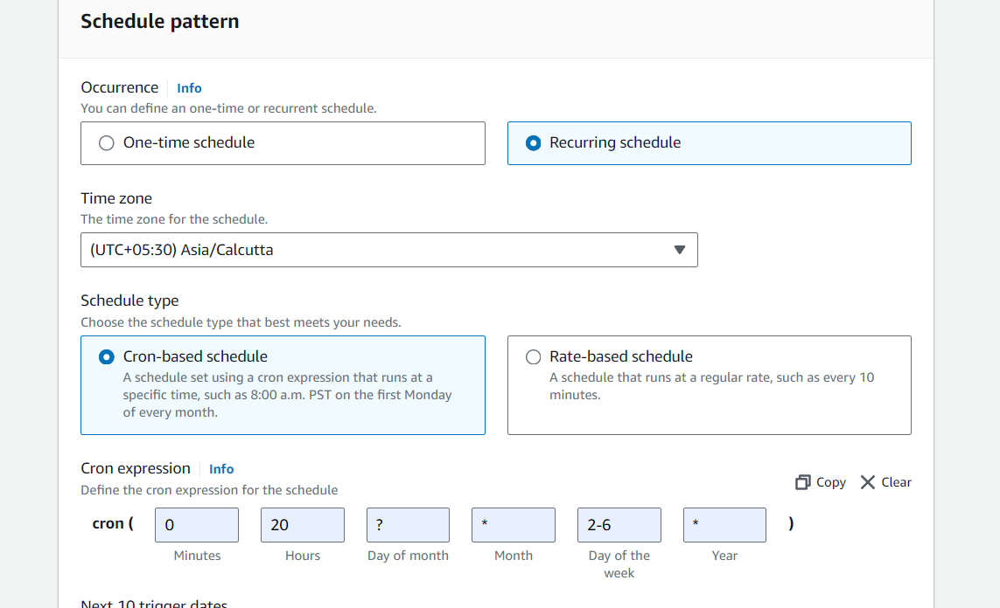 Schedule pattern
Occurrence Info
You can define an one-time or recurrent schedule.
One-time schedule
Recurring schedule
Time zone
The time zone for the schedule.
(UTC+05:30) Asia/Calcutta
Schedule type
Choose the schedule type that best meets your needs.
Cron-based schedule
A schedule set using a cron expression that runs at a
specific time, such as 8:00 a.m. PST on the first Monday
of every month.
Rate-based schedule
A schedule that runs at a regular rate, such as every 10
minutes.
Cron expression Info
Define the cron expression for the schedule
Copy Clear
cron ( 0 20 ? * 2-6 * )
Minutes Hours Day of month Month Day of the week Year
Next 10 trigger dates